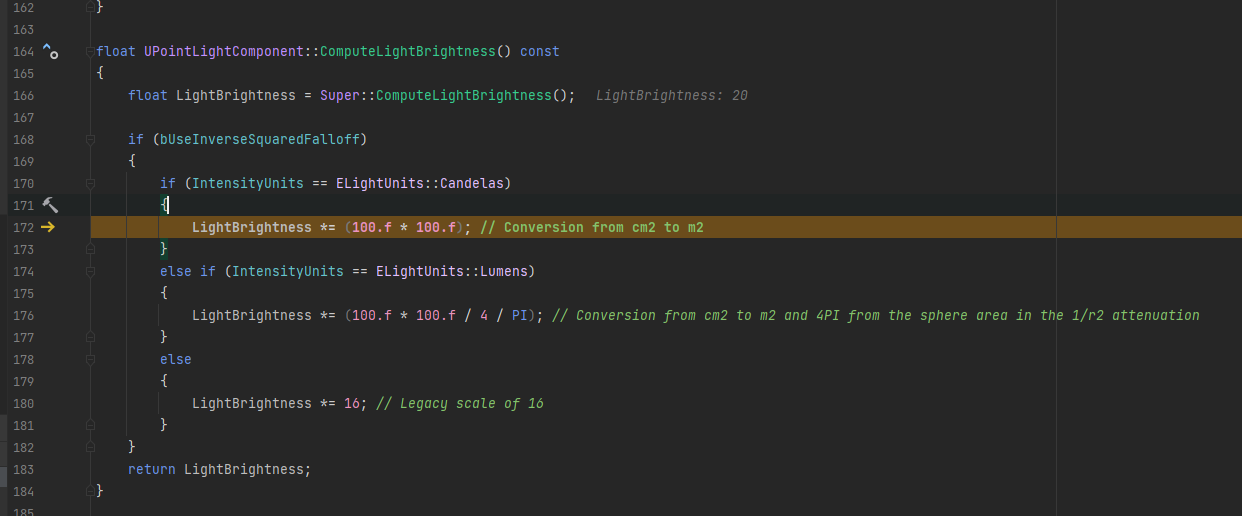 162 }
163
164 float UPointLightComponent::ComputeLightBrightness() const
165 {
166     float LightBrightness = Super::ComputeLightBrightness();   LightBrightness: 20
167
168     if (bUseInverseSquaredFalloff)
169     {
170         if (IntensityUnits == ELightUnits::Candelas)
171         {
172             LightBrightness *= (100.f * 100.f); // Conversion from cm2 to m2
173         }
174         else if (IntensityUnits == ELightUnits::Lumens)
175         {
176             LightBrightness *= (100.f * 100.f / 4 / PI); // Conversion from cm2 to m2 and 4PI from the sphere area in the 1/r2 attenuation
177         }
178         else
179         {
180             LightBrightness *= 16; // Legacy scale of 16
181         }
182     }
183     return LightBrightness;
184 }
185